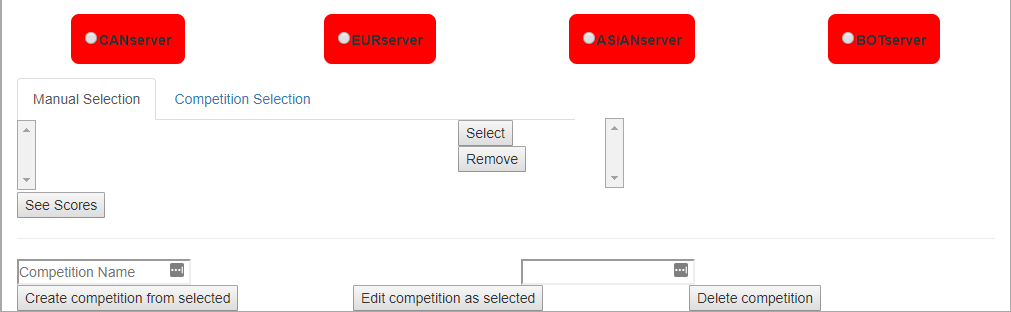 CANserver EURserver ASIANserver BOTserver
Manual Selection Competition Selection
Select
Remove
See Scores
Competition Name
Create competition from selected Edit competition as selected Delete competition